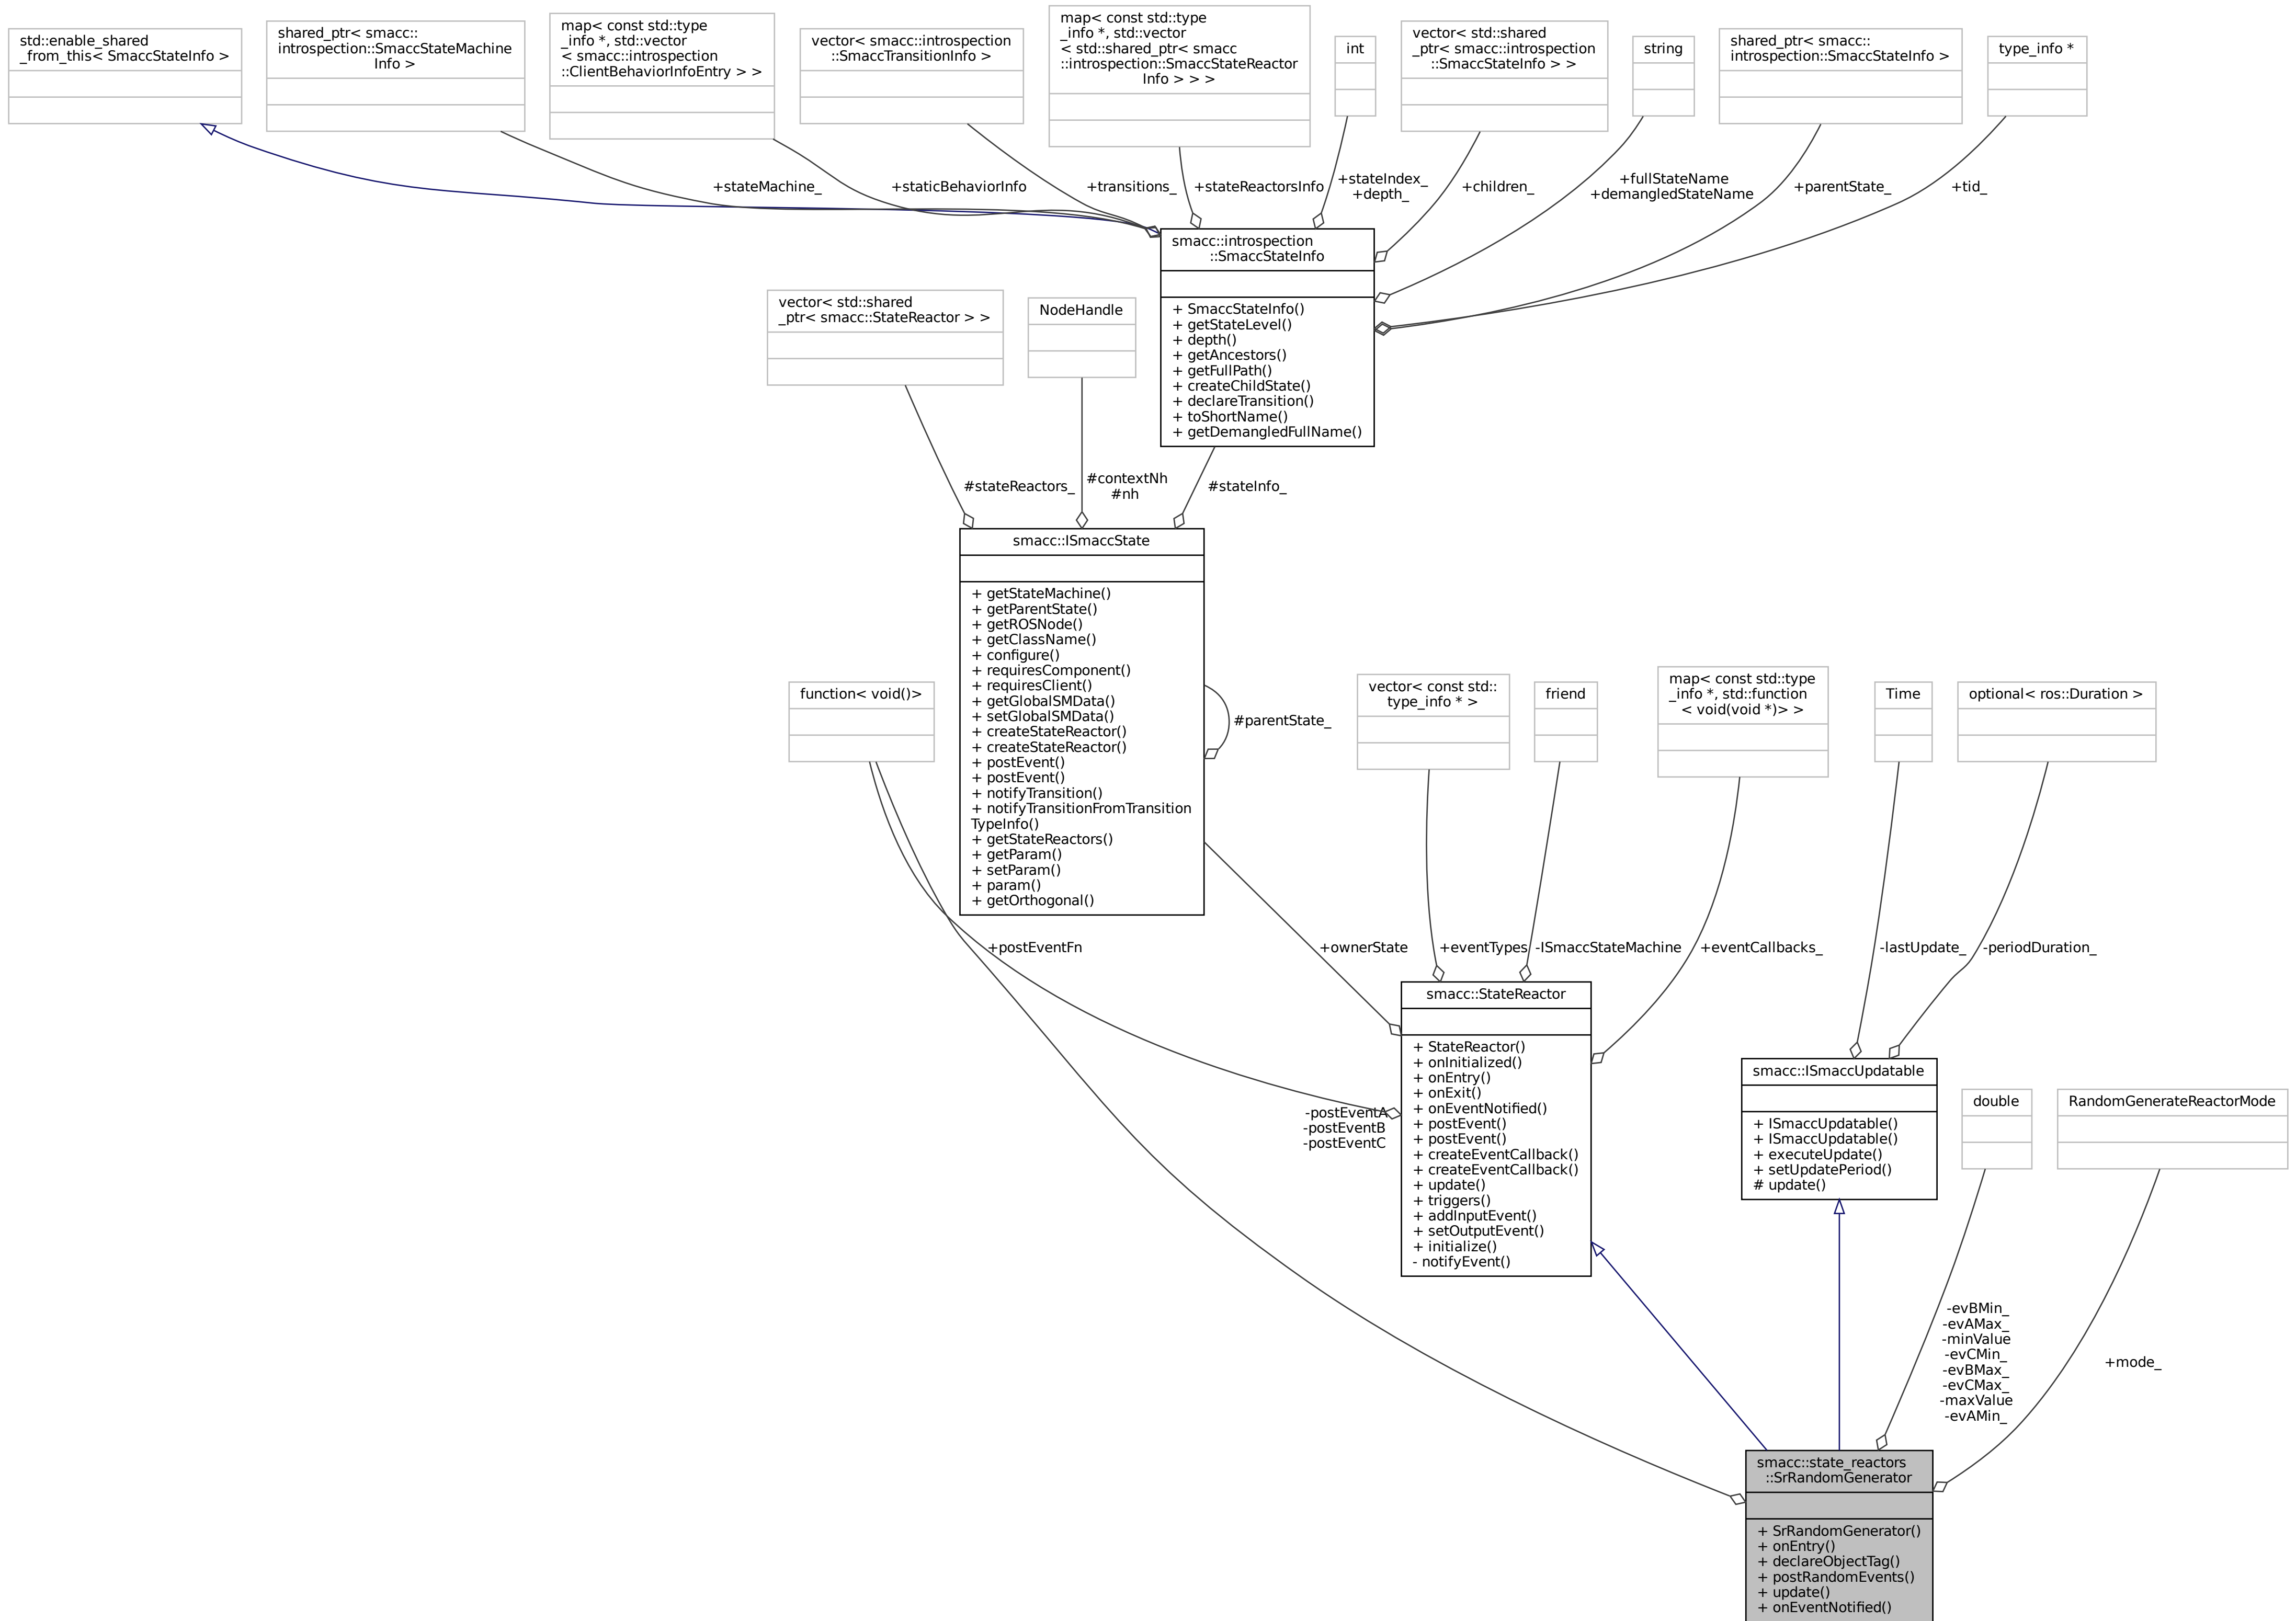 std::enable_shared
_from_this< SmaccStateInfo >
shared_ptr< smacc::
introspection::SmaccStateMachine
Info >
map< const std::type
_info *, std::vector
< smacc::introspection
::ClientBehaviorInfoEntry > >
vector< smacc::introspection
::SmaccTransitionInfo >
map< const std::type
_info *, std::vector
< std::shared_ptr< smacc
::introspection::SmaccStateReactor
Info > > >
int
vector< std::shared
_ptr< smacc::introspection
::SmaccStateInfo > >
string
shared_ptr< smacc::
introspection::SmaccStateInfo >
type_info *
+stateMachine_
+staticBehaviorInfo
+transitions_
+stateReactorsInfo
+stateIndex_
+depth_
+children_
+fullStateName
+demangledStateName
+parentState_
+tid_
smacc::introspection
::SmaccStateInfo
+ SmaccStateInfo()
+ getStateLevel()
+ depth()
+ getAncestors()
+ getFullPath()
+ createChildState()
+ declareTransition()
+ toShortName()
+ getDemangledFullName()
vector< std::shared
_ptr< smacc::StateReactor > >
NodeHandle
#stateReactors_
#contextNh
#nh
#stateInfo_
smacc::ISmaccState
+ getStateMachine()
+ getParentState()
+ getROSNode()
+ getClassName()
+ configure()
+ requiresComponent()
+ requiresClient()
+ getGlobalSMData()
+ setGlobalSMData()
+ createStateReactor()
+ createStateReactor()
+ postEvent()
+ postEvent()
+ notifyTransition()
+ notifyTransitionFromTransition
TypeInfo()
+ getStateReactors()
+ getParam()
+ setParam()
+ param()
+ getOrthogonal()
#parentState_
function< void()>
vector< const std::
type_info * >
friend
map< const std::type
_info *, std::function
< void(void *)> >
Time
optional< ros::Duration >
+postEventFn
+ownerState
+eventTypes
-ISmaccStateMachine
+eventCallbacks_
-lastUpdate_
-periodDuration_
smacc::StateReactor
+ StateReactor()
+ onInitialized()
+ onEntry()
+ onExit()
+ onEventNotified()
+ postEvent()
+ postEvent()
+ createEventCallback()
+ createEventCallback()
+ update()
+ triggers()
+ addInputEvent()
+ setOutputEvent()
+ initialize()
- notifyEvent()
-postEventA
-postEventB
-postEventC
smacc::ISmaccUpdatable
+ ISmaccUpdatable()
+ ISmaccUpdatable()
+ executeUpdate()
+ setUpdatePeriod()
# update()
double
RandomGenerateReactorMode
-evBMin_
-evAMax_
-minValue
-evCMin_
-evBMax_
-evCMax_
-maxValue
-evAMin_
+mode_
smacc::state_reactors
::SrRandomGenerator
+ SrRandomGenerator()
+ onEntry()
+ declareObjectTag()
+ postRandomEvents()
+ update()
+ onEventNotified()